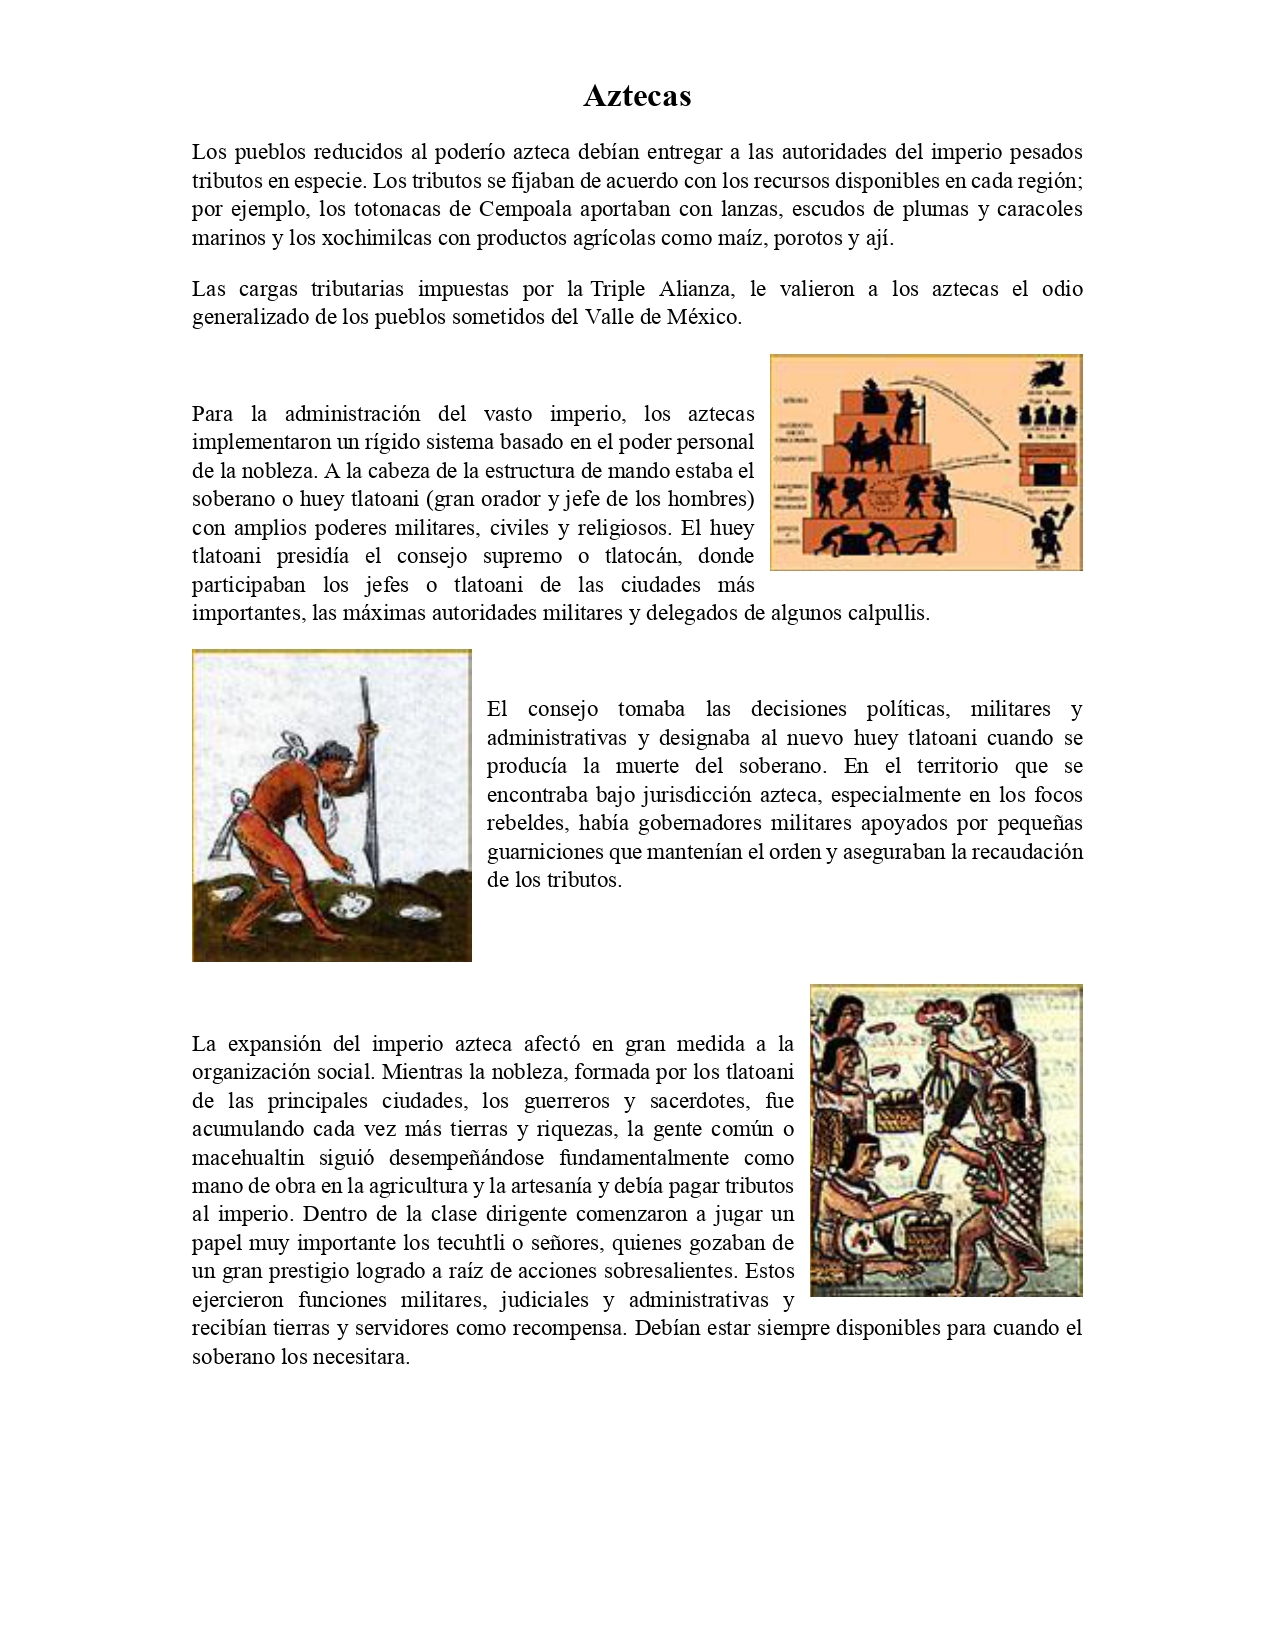 Aztecas
Los pueblos reducidos al poderío azteca debían entregar a las autoridades del imperio pesados
tributos en especie. Los tributos se fijaban de acuerdo con los recursos disponibles en cada región;
por ejemplo, los totonacas de Cempoala aportaban con lanzas, escudos de plumas y caracoles
marinos y los xochimilcas con productos agrícolas como maíz, porotos y ají.
Las cargas tributarias impuestas por la Triple Alianza, le valieron a los aztecas el odio
generalizado de los pueblos sometidos del Valle de México.
Para la administración del vasto imperio, los aztecas
implementaron un rígido sistema basado en el poder personal
de la nobleza. A la cabeza de la estructura de mando estaba el
soberano o huey tlatoani (gran orador y jefe de los hombres)
con amplios poderes militares, civiles y religiosos. El huey
tlatoani presidía el consejo supremo o tlatocán, donde
participaban los jefes o tlatoani de las ciudades más
importantes, las máximas autoridades militares y delegados de algunos calpullis.
El consejo tomaba las decisiones políticas, militares y
administrativas y designaba al nuevo huey tlatoani cuando se
producía la muerte del soberano. En el territorio que se
encontraba bajo jurisdicción azteca, especialmente en los focos
rebeldes, había gobernadores militares apoyados por pequeñas
guarniciones que mantenían el orden y aseguraban la recaudación
de los tributos.
La expansión del imperio azteca afectó en gran medida a la
organización social. Mientras la nobleza, formada por los tlatoani
de las principales ciudades, los guerreros y sacerdotes, fue
acumulando cada vez más tierras y riquezas, la gente común o
macehualtin siguió desempeñándose fundamentalmente como
mano de obra en la agricultura y la artesanía y debía pagar tributos
al imperio. Dentro de la clase dirigente comenzaron a jugar un
papel muy importante los tecuhtli o señores, quienes gozaban de
un gran prestigio logrado a raíz de acciones sobresalientes. Estos
ejercieron funciones militares, judiciales y administrativas y
recibían tierras y servidores como recompensa. Debían estar siempre disponibles para cuando el
soberano los necesitara.